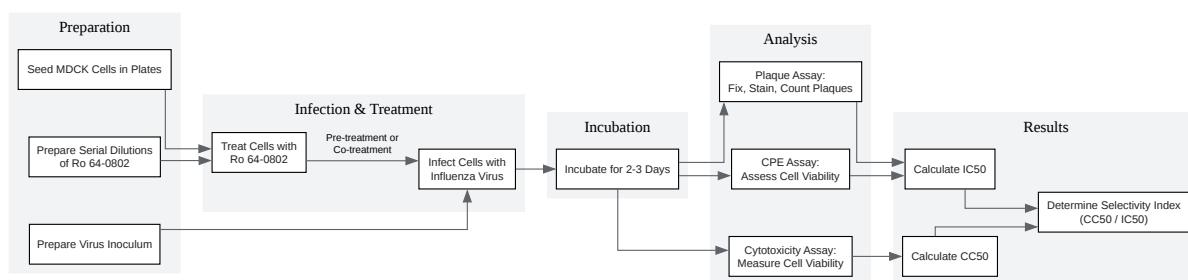 Preparation
Seed MDCK Cells in Plates
Prepare Serial Dilutions
of Ro 64-0802
Prepare Virus Inoculum
Infection & Treatment
Treat Cells with
Ro 64-0802
Pre-treatment or
Co-treatment
Infect Cells with
Influenza Virus
Incubation
Incubate for 2-3 Days
Analysis
Plaque Assay:
Fix, Stain, Count Plaques
CPE Assay:
Assess Cell Viability
Cytotoxicity Assay:
Measure Cell Viability
Results
Calculate IC50
Calculate CC50
Determine Selectivity Index
(CC50 / IC50)